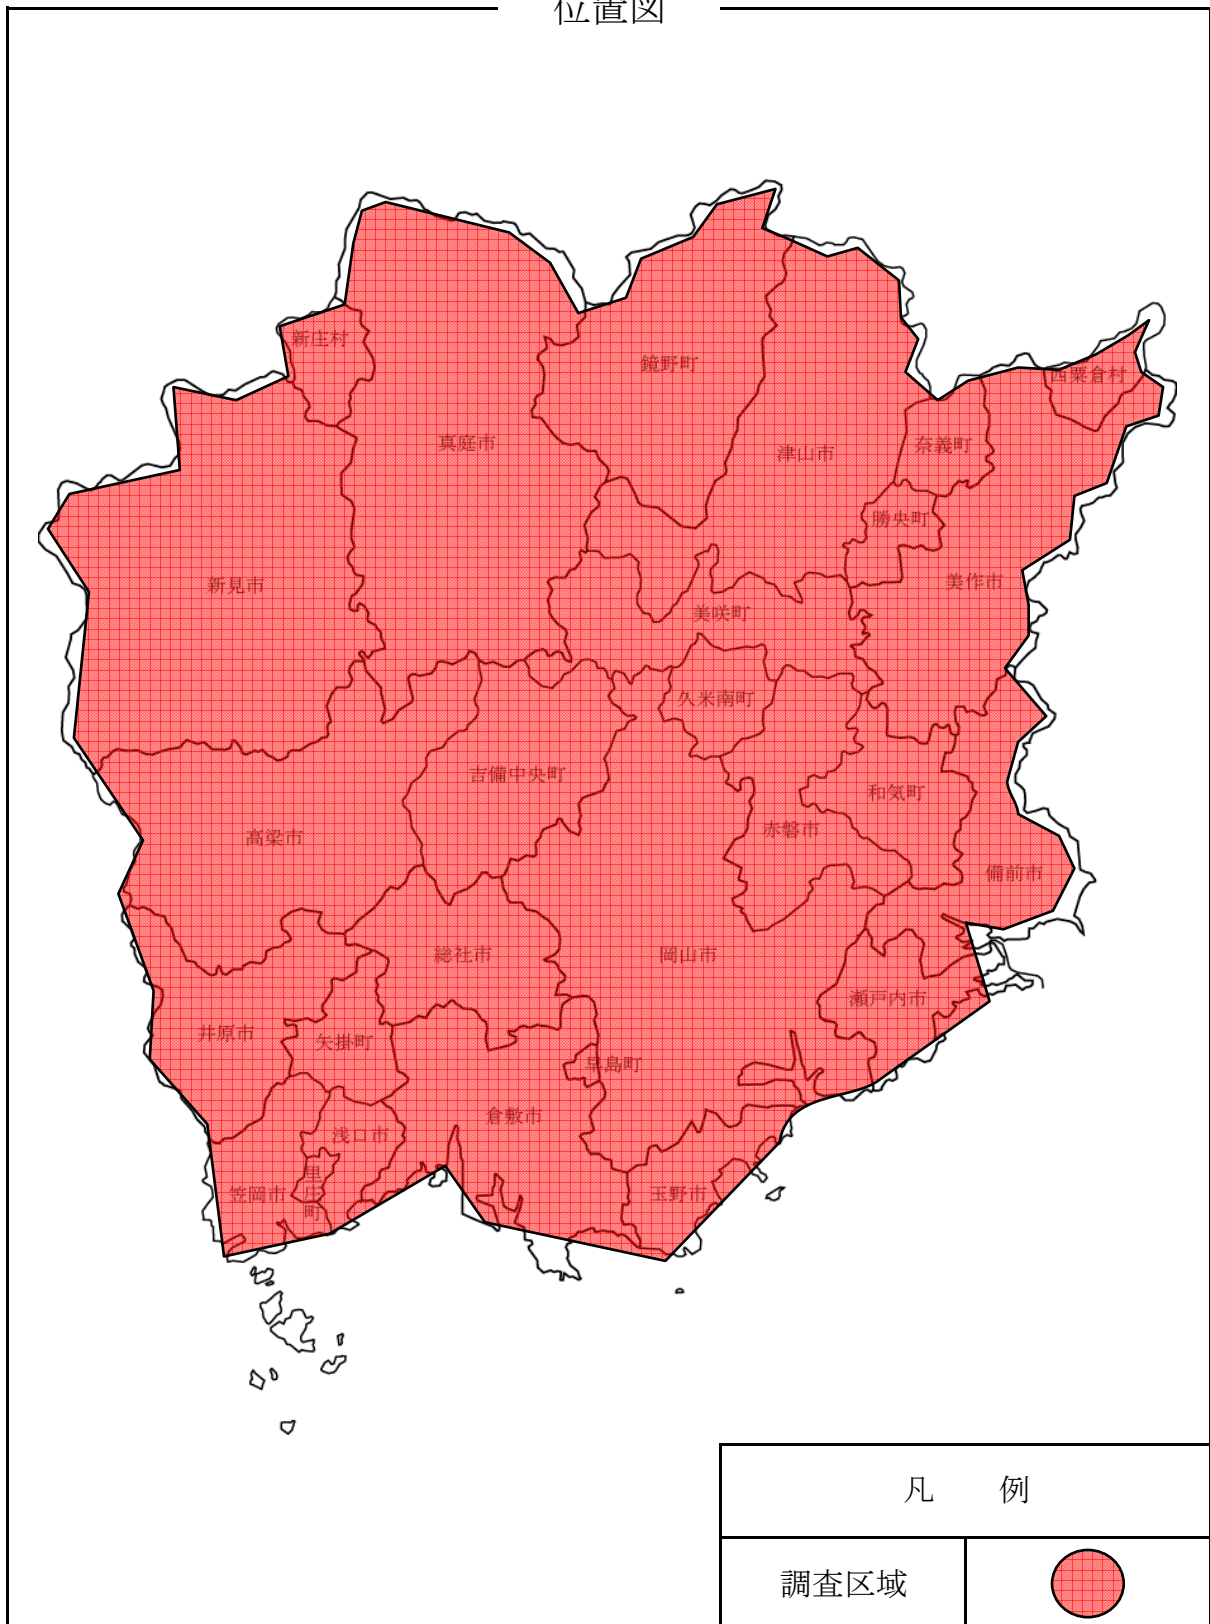 位置図
新庄村
鏡野町
西粟倉村
真庭市
津山市
奈義町
勝央町
新見市
美作市
美咲町
久米南町
吉備中央町
和気町
高梁市
赤磐市
備前市
総社市
岡山市
瀬戸内市
井原市
矢掛町
早島町
倉敷市
浅口市
笠岡市
里庄町
玉野市
凡 例
調査区域